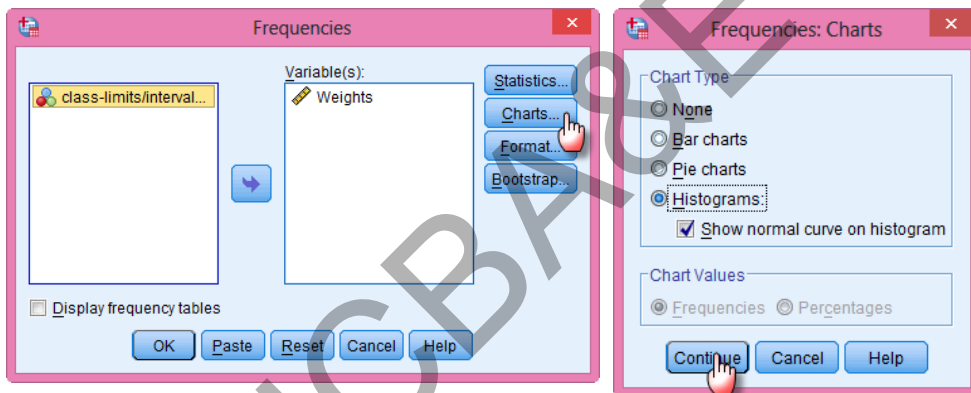 Frequencies
class-limits/interval...
Variable(s):
Weights
Statistics...
Charts...
Format...
Bootstrap...
Display frequency tables
OK Paste Reset Cancel Help
Frequencies: Charts
Chart Type
None
Bar charts
Pie charts
Histograms:
Show normal curve on histogram
Chart Values
Frequencies Percentages
Continue Cancel Help
NCBA&E